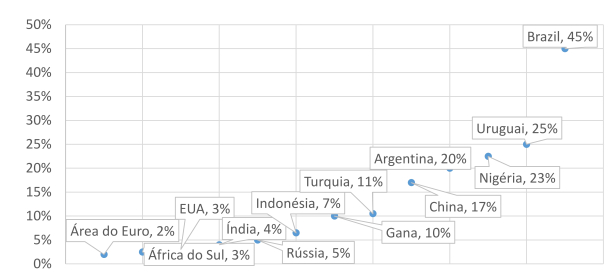 50%
45%
40%
35%
30%
25%
20%
15%
10%
5%
0%
Brazil, 45%
Uruguai, 25%
Argentina, 20%
Nigéria, 23%
Turquia, 11%
China, 17%
Indonésia, 7%
EUA, 3%
Gana, 10%
Área do Euro, 2%
Índia, 4%
África do Sul, 3%
Rússia, 5%